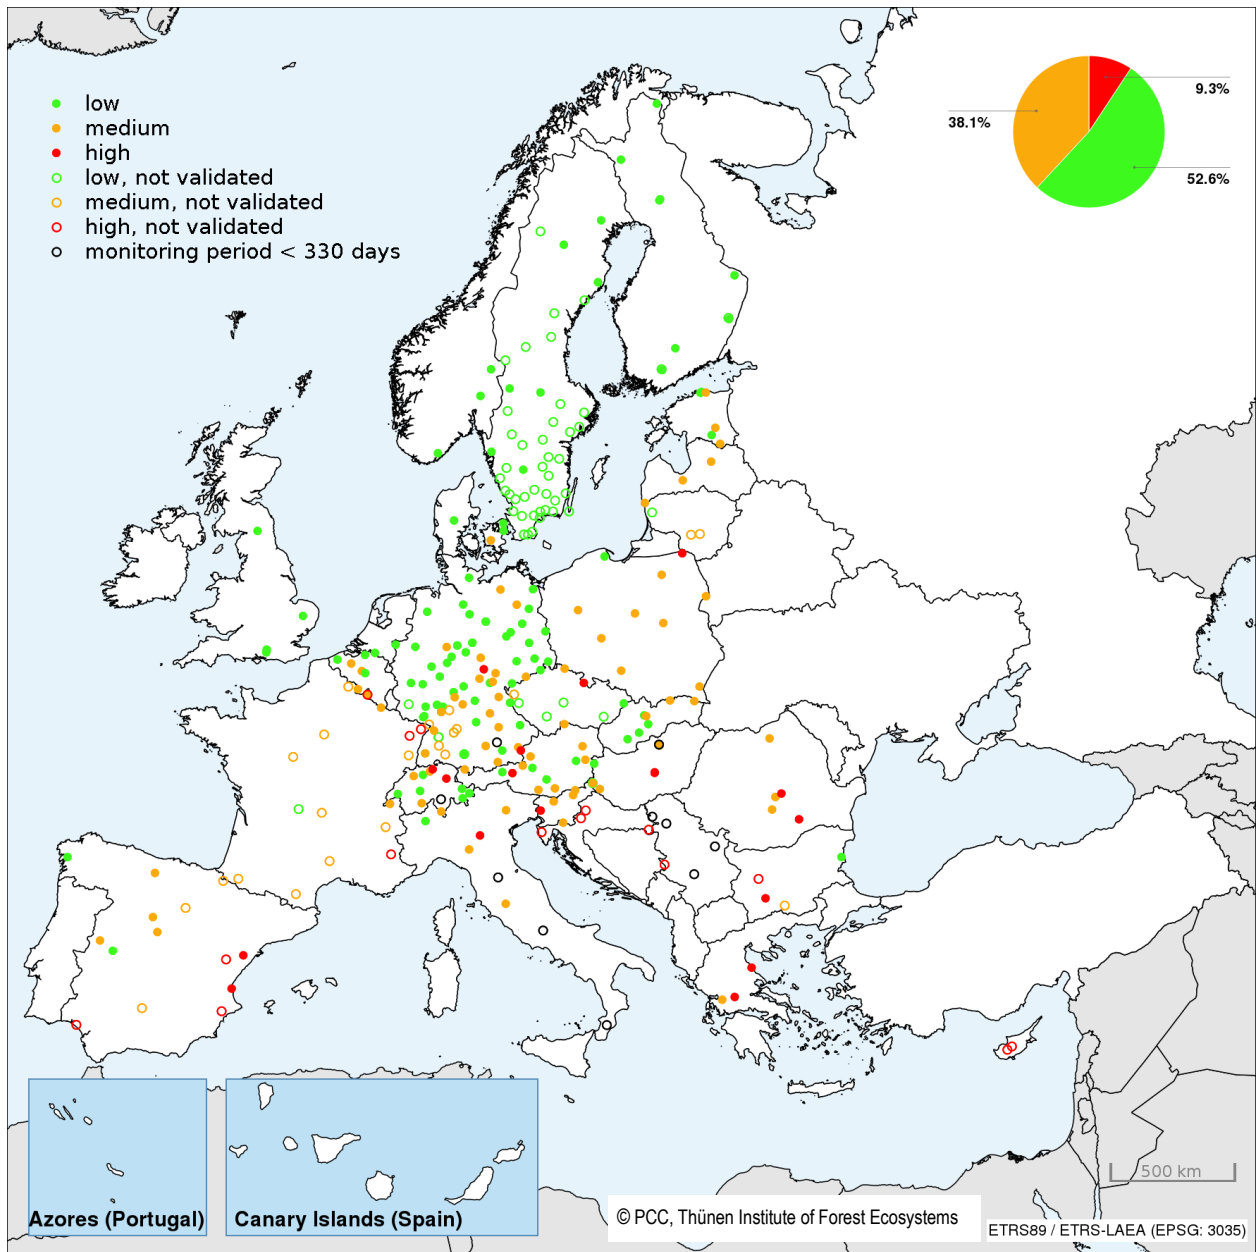 low
medium
high
low, not validated
medium, not validated
high, not validated
monitoring period < 330 days
9.3%
38.1%
52.6%
500 km
Azores (Portugal)
Canary Islands (Spain)
© PCC, Thünen Institute of Forest Ecosystems
ETRS89 / ETRS-LAEA (EPSG: 3035)